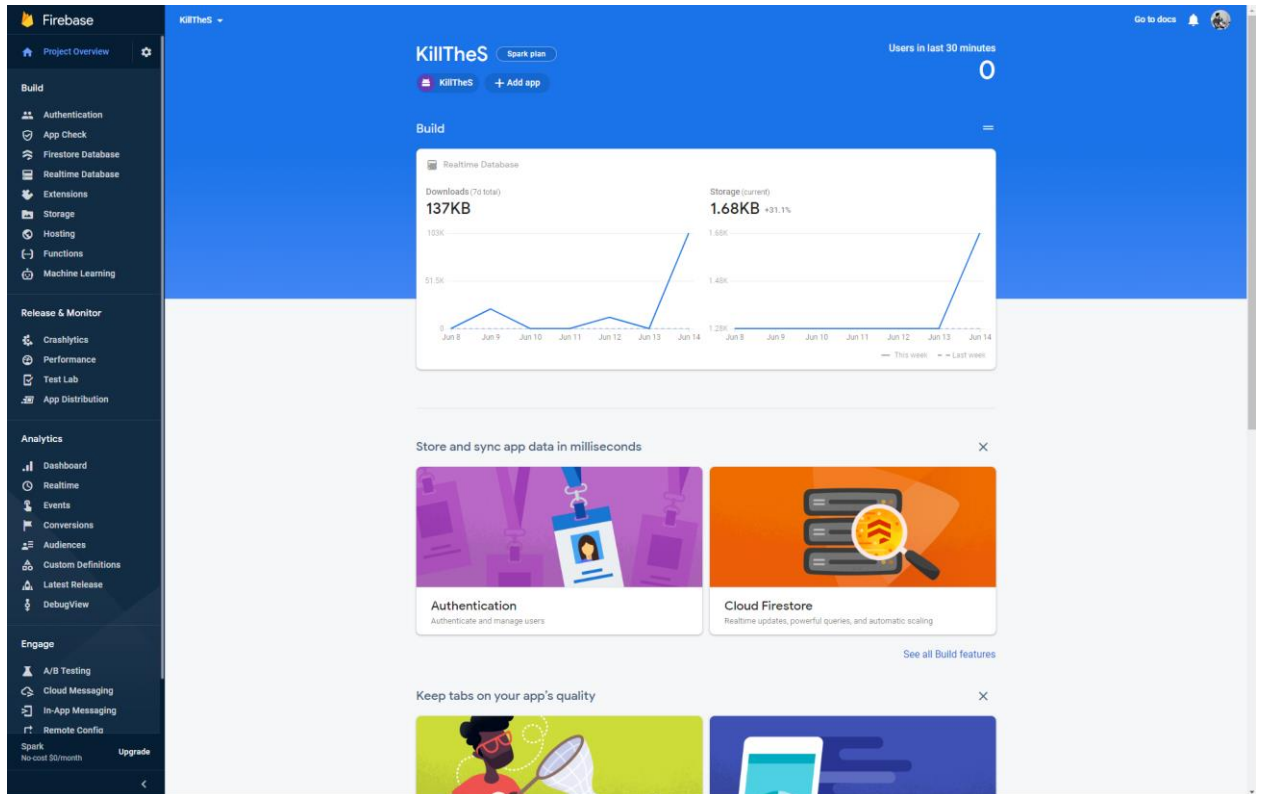 Firebase
Project Overview
Build
Authentication
App Check
Firestore Database
Realtime Database
Extensions
Storage
Hosting
Functions
Machine Learning
Release & Monitor
Crashlytics
Performance
Test Lab
App Distribution
Analytics
Dashboard
Realtime
Events
Conversions
Audiences
Custom Definitions
Latest Release
DebugView
Engage
A/B Testing
Cloud Messaging
In-App Messaging
Remote Config
Spark
No-cost $0/month
Upgrade
KillTheS
Go to docs
KillTheS Spark plan
KillTheS + Add app
Users in last 30 minutes
0
Build
Realtime Database
Downloads (7d total)
137KB
103K
51.5K
0
Jun 8 Jun 9 Jun 10 Jun 11 Jun 12 Jun 13 Jun 14
Storage (current)
1.68KB +31.1%
1.68K
1.48K
1.28K
Jun 8 Jun 9 Jun 10 Jun 11 Jun 12 Jun 13 Jun 14
This week Last week
Store and sync app data in milliseconds
Authentication
Authenticate and manage users
Cloud Firestore
Realtime updates, powerful queries, and automatic scaling
See all Build features
Keep tabs on your app's quality